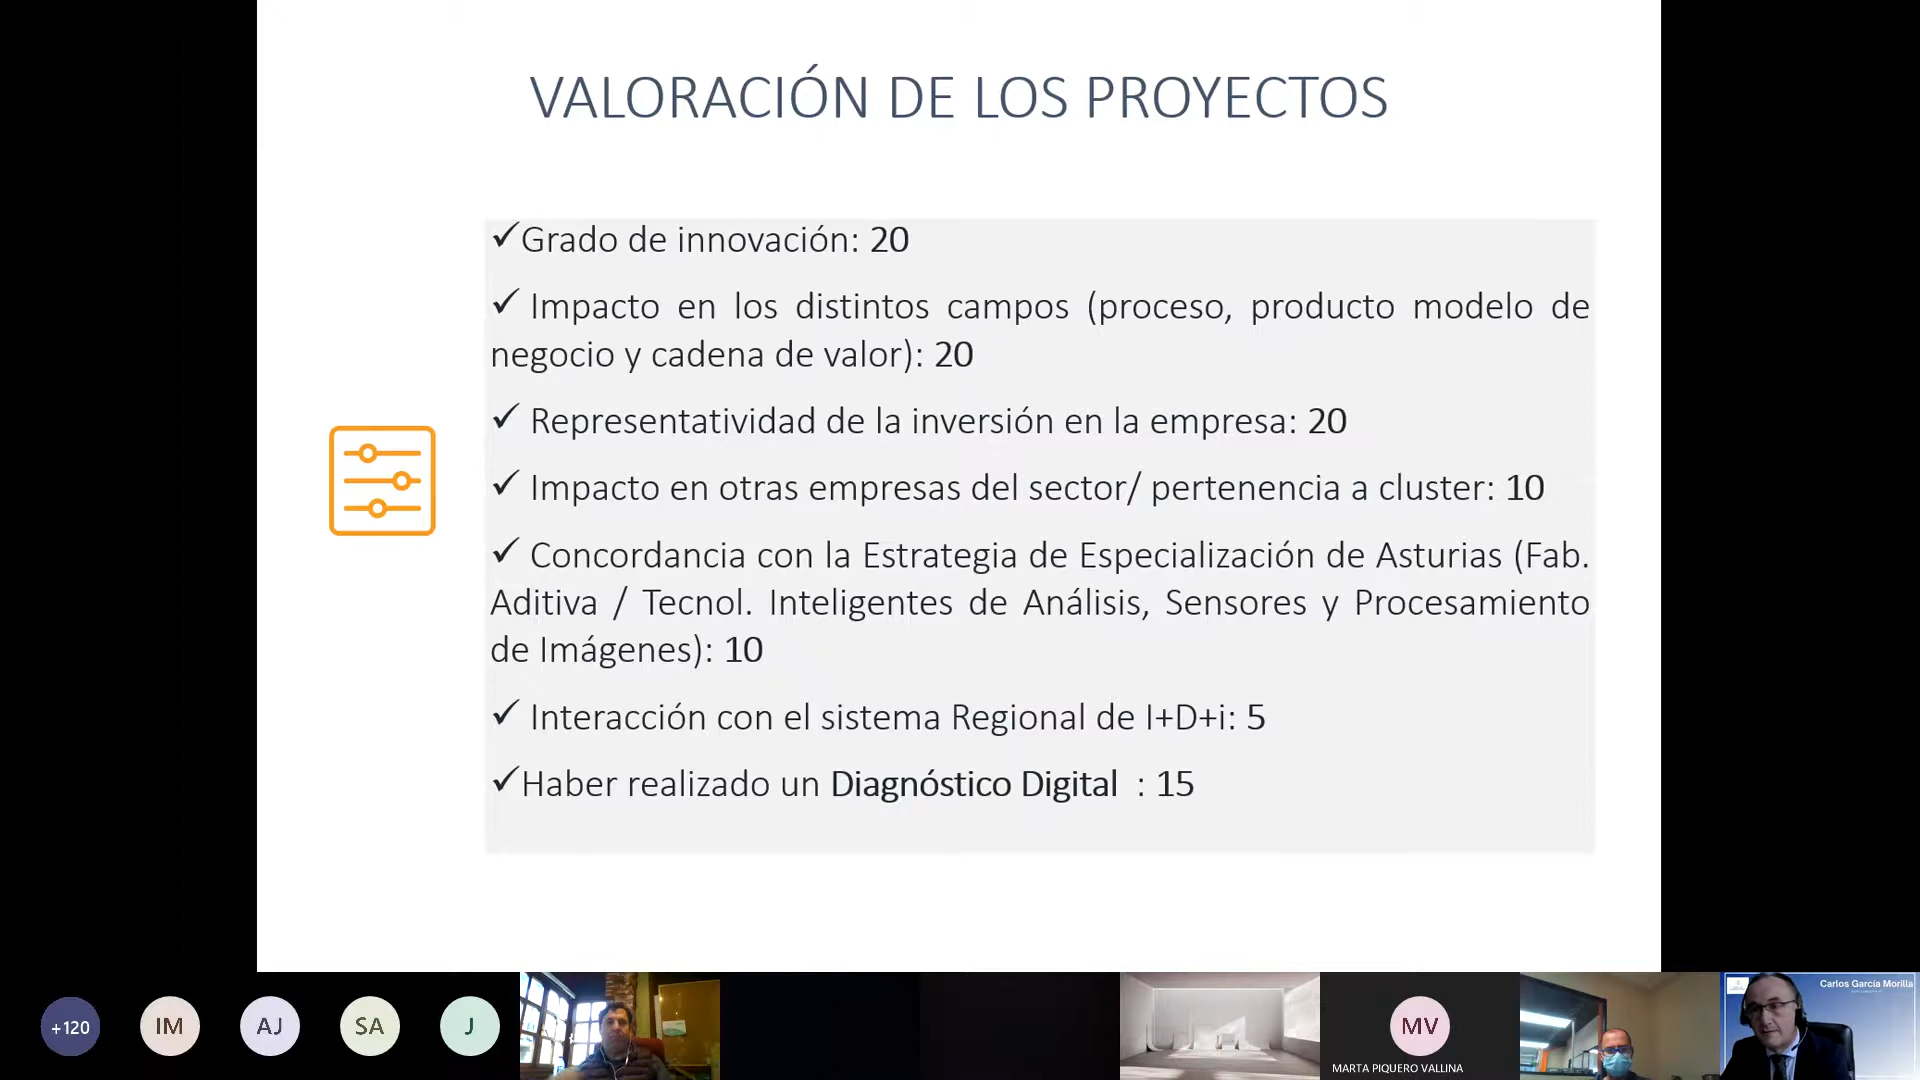 VALORACIÓN DE LOS PROYECTOS
✓Grado de innovación: 20
✓ Impacto en los distintos campos (proceso, producto modelo de
negocio y cadena de valor): 20
✓ Representatividad de la inversión en la empresa: 20
✓ Impacto en otras empresas del sector/ pertenencia a cluster: 10
✓ Concordancia con la Estrategia de Especialización de Asturias (Fab.
Aditiva / Tecnol. Inteligentes de Análisis, Sensores y Procesamiento
de Imágenes): 10
✓ Interacción con el sistema Regional de I+D+i: 5
✓Haber realizado un Diagnóstico Digital : 15
+120
IM
AJ
SA
J
MV
MARTA PIQUERO VALLINA
Carlos García Morilla